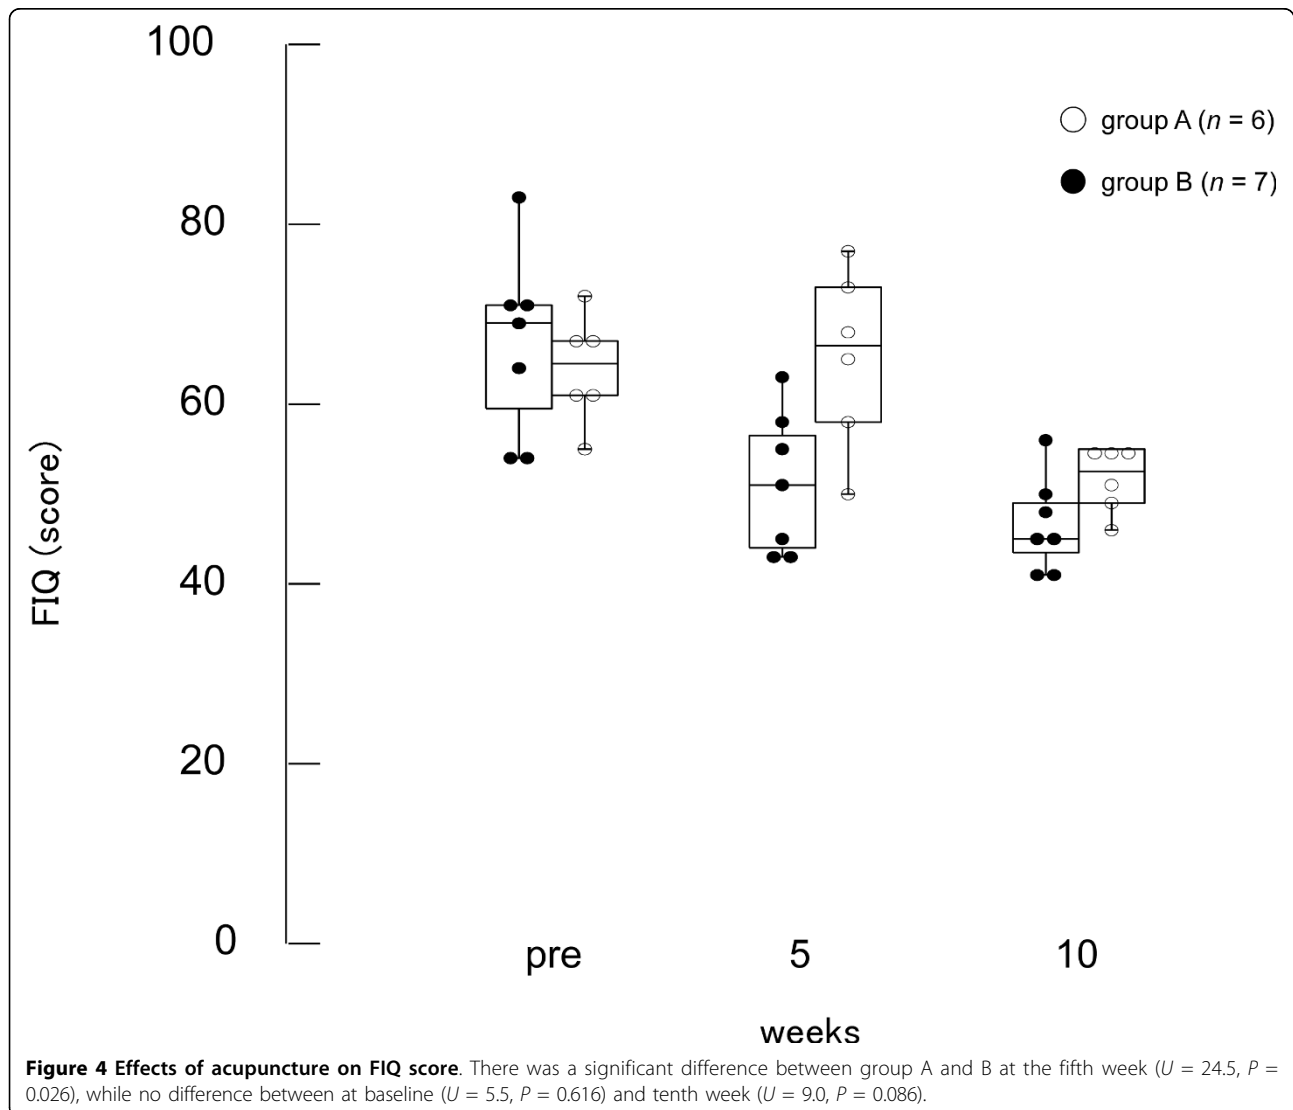 100
group A (n = 6)
group B (n = 7)
80
60
40
20
0
FIQ (score)
pre 5 10
weeks
Figure 4 Effects of acupuncture on FIQ score. There was a significant difference between group A and B at the fifth week (U = 24.5, P =
0.026), while no difference between at baseline (U = 5.5, P = 0.616) and tenth week (U = 9.0, P = 0.086).